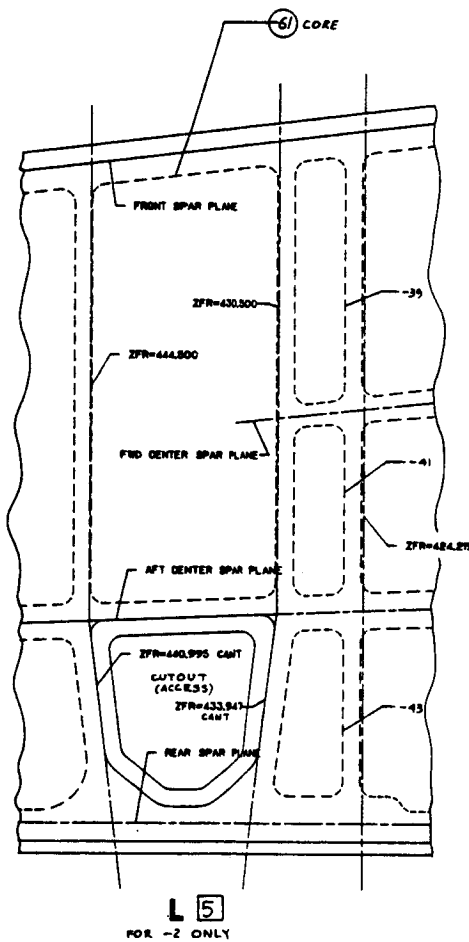 61 CORE
FRONT SPAR PLANE
ZFR=430.500
-39
ZFR=444.500
FWD CENTER SPAR PLANE
-41
ZFR=424.215
AFT CENTER SPAR PLANE
ZFR=440.995 CANT
CUTOUT
(ACCESS)
ZFR=433.947
CANT
-43
REAR SPAR PLANE
L 5
FOR -2 ONLY